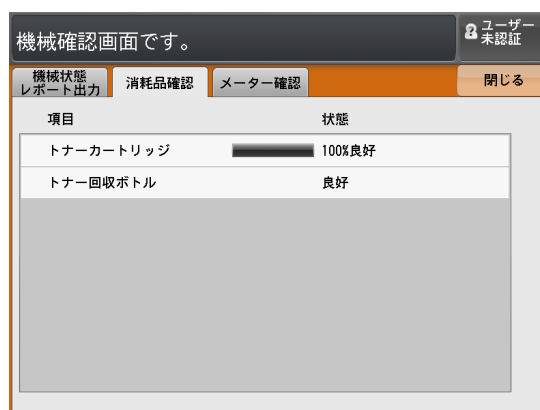 機械確認画面です。
ユーザー
未認証
機械状態
レポート出力
消耗品確認
メーター確認
閉じる
項目 状態
トナーカートリッジ 100%良好
トナー回収ボトル 良好